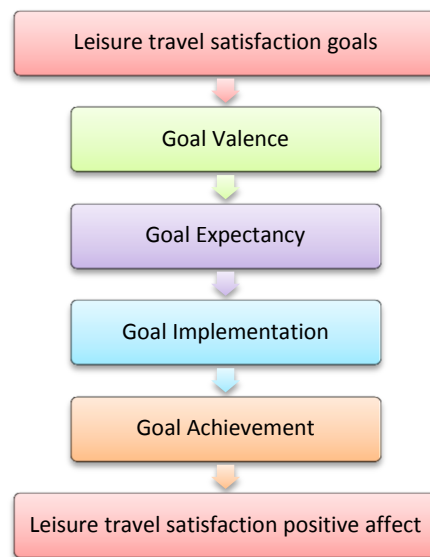 Leisure travel satisfaction goals
Goal Valence
Goal Expectancy
Goal Implementation
Goal Achievement
Leisure travel satisfaction positive affect